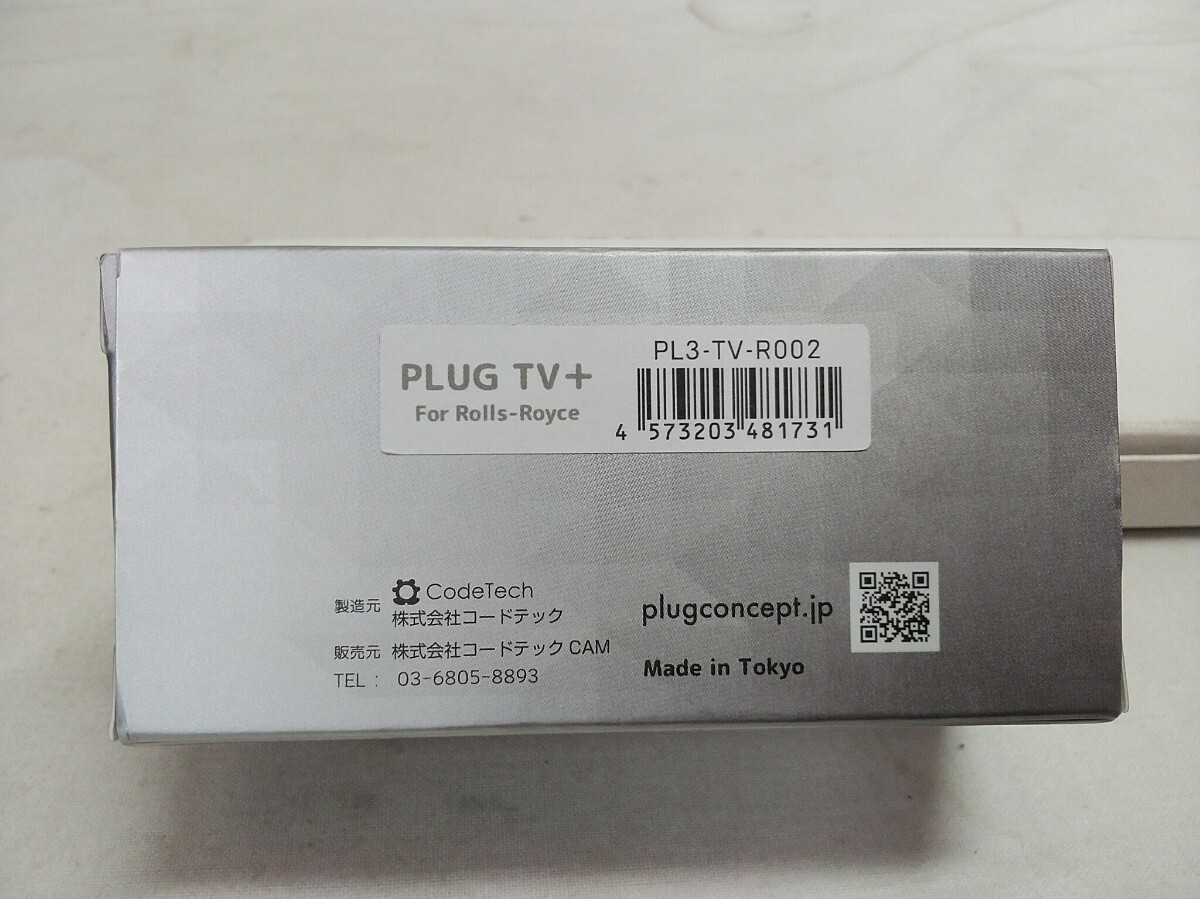 PLUG TV+
For Rolls-Royce
PL3-TV-R002
4 573203 481731
製造元 CodeTech
株式会社コードテック
販売元 株式会社コードテック CAM
TEL : 03-6805-8893
plugconcept.jp
Made in Tokyo